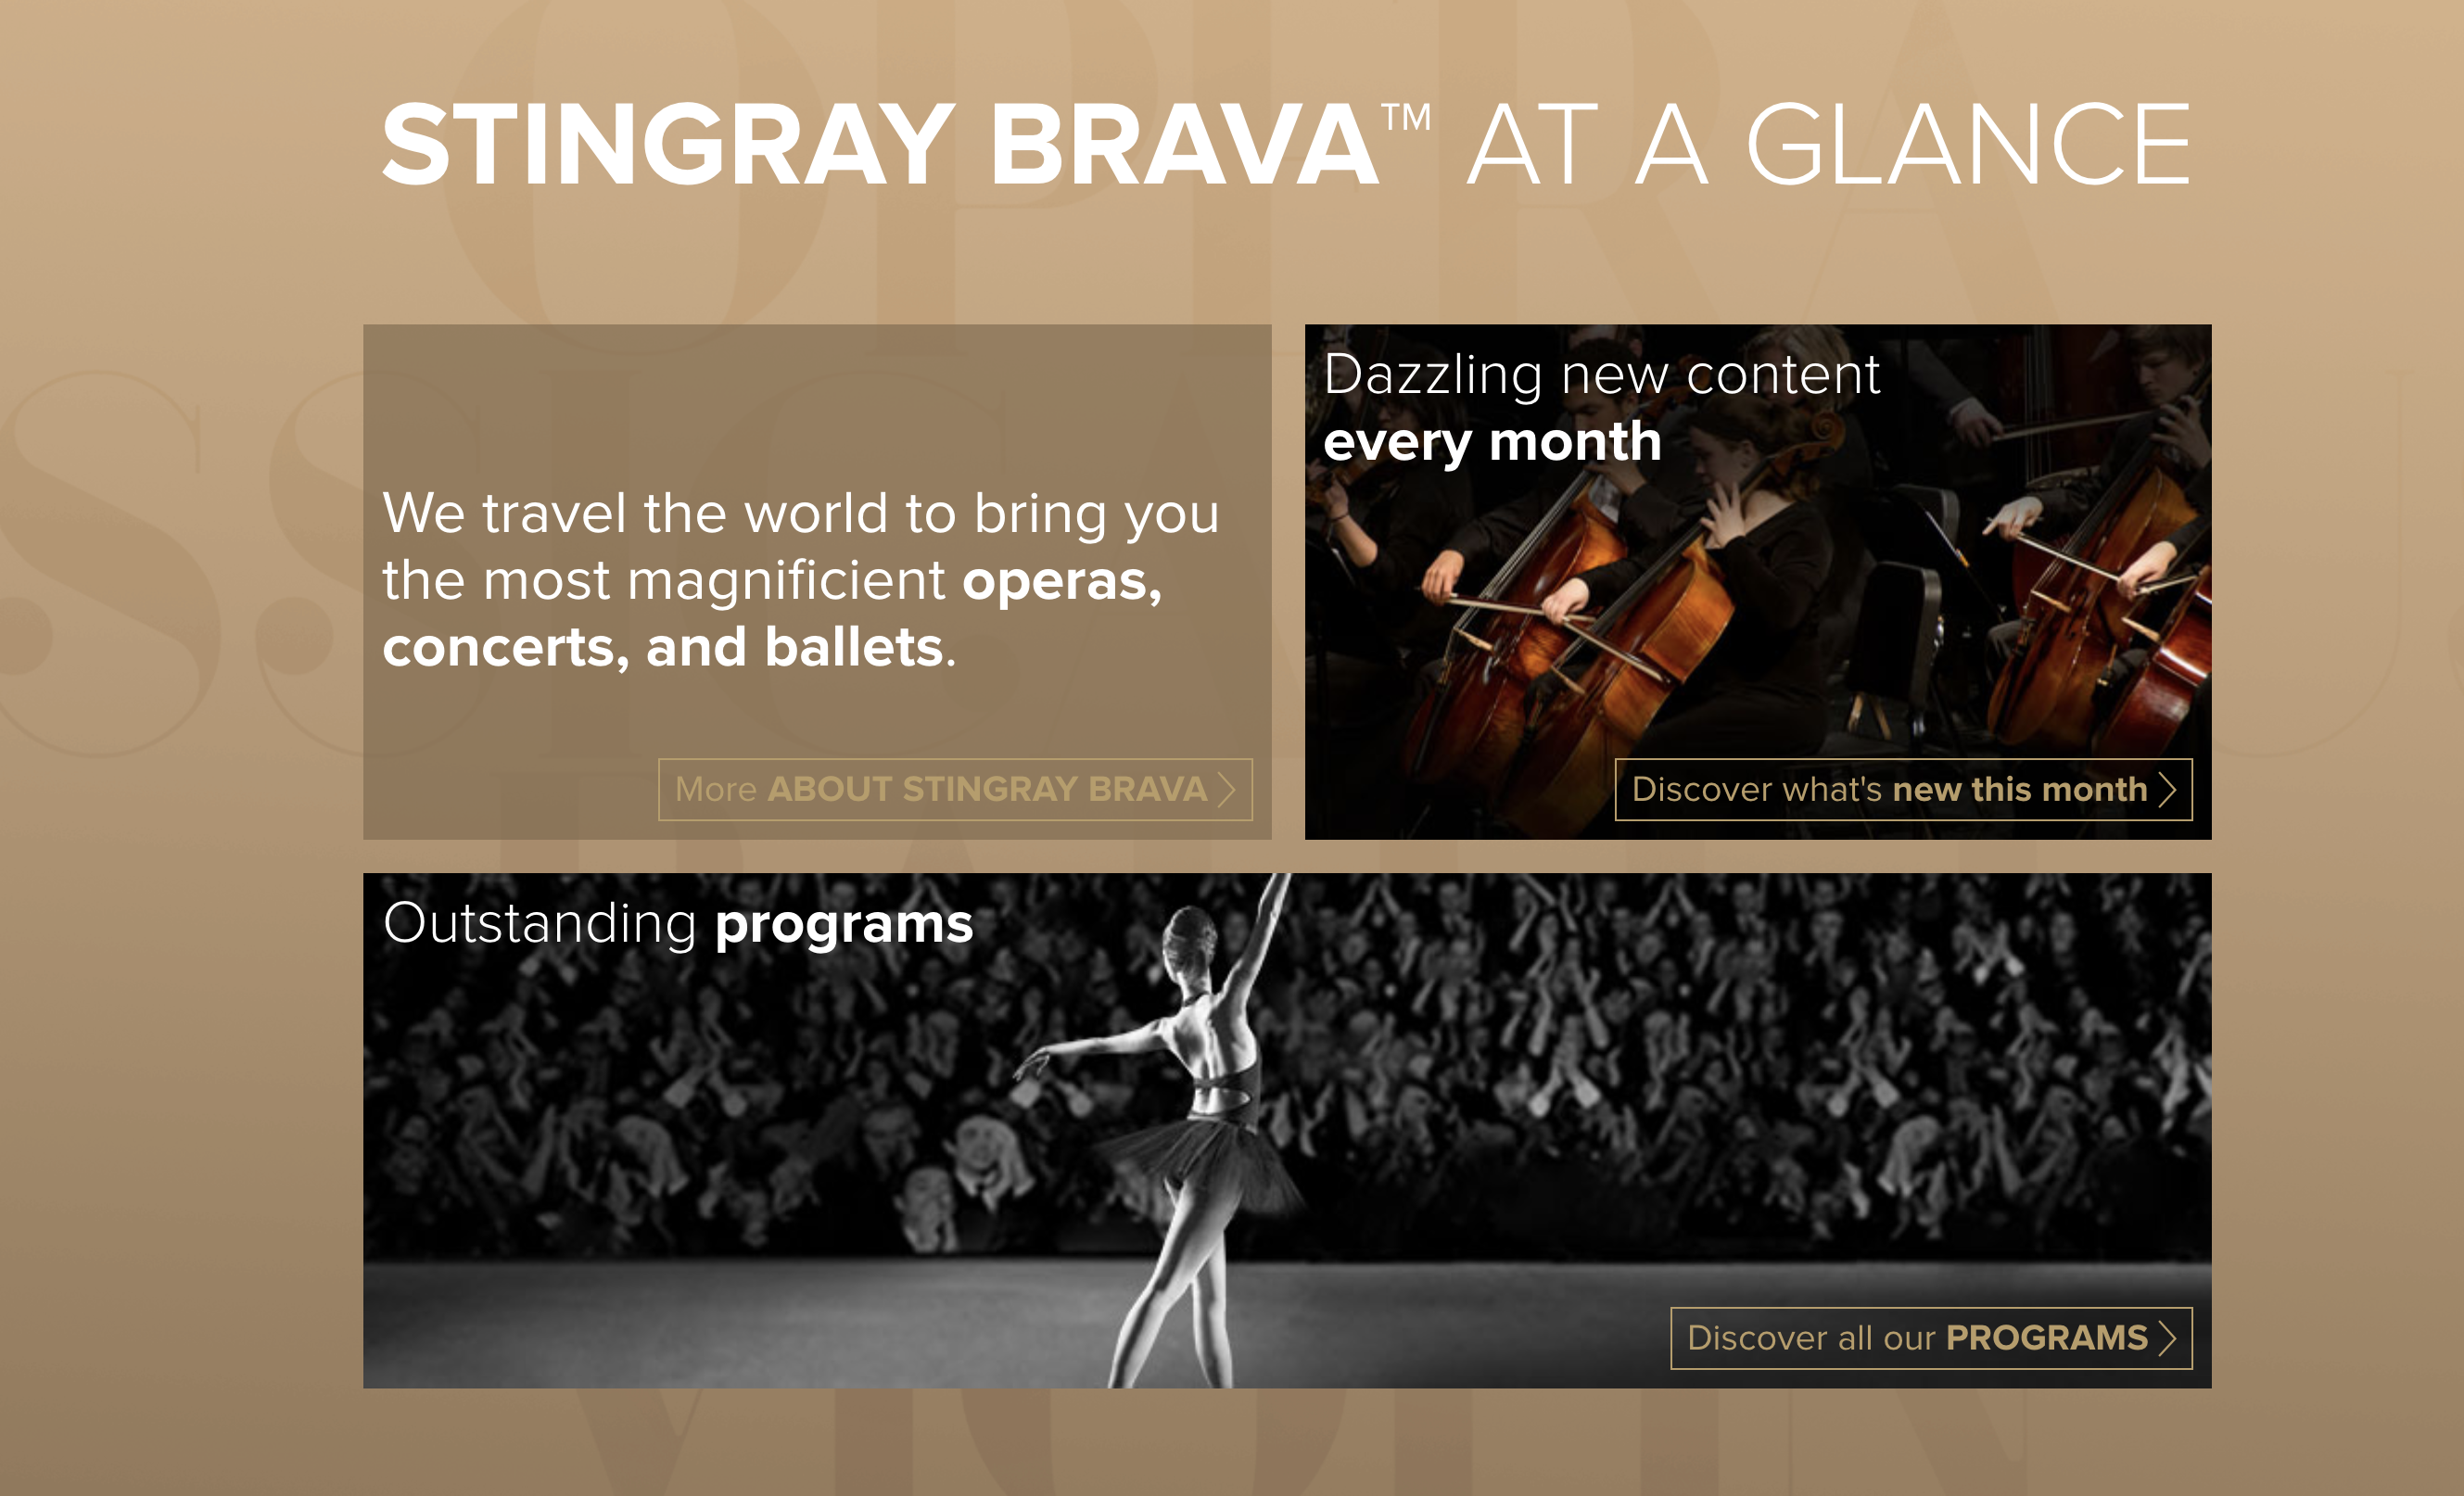 OPERA
STINGRAY BRAVA™ AT A GLANCE
We travel the world to bring you
the most magnificient operas,
concerts, and ballets.
More ABOUT STINGRAY BRAVA
Dazzling new content
every month
Discover what's new this month
Outstanding programs
Discover all our PROGRAMS
VIOLIN